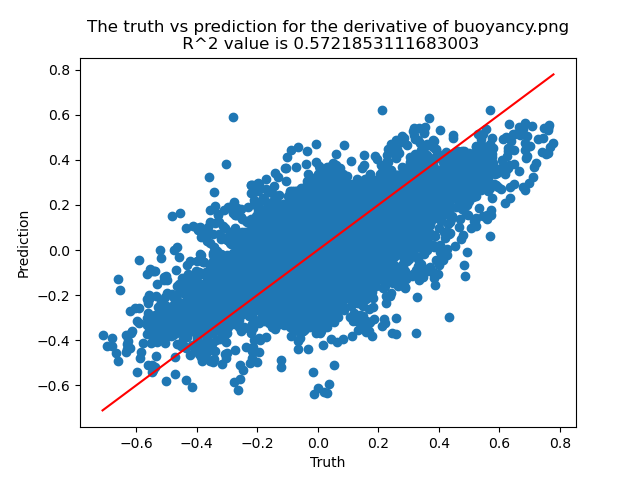 The truth vs prediction for the derivative of buoyancy.png
R^2 value is 0.5721853111683003
0.8
0.6
0.4
0.2
0.0
−0.2
−0.4
−0.6
Prediction
−0.6 −0.4 −0.2 0.0 0.2 0.4 0.6 0.8
Truth